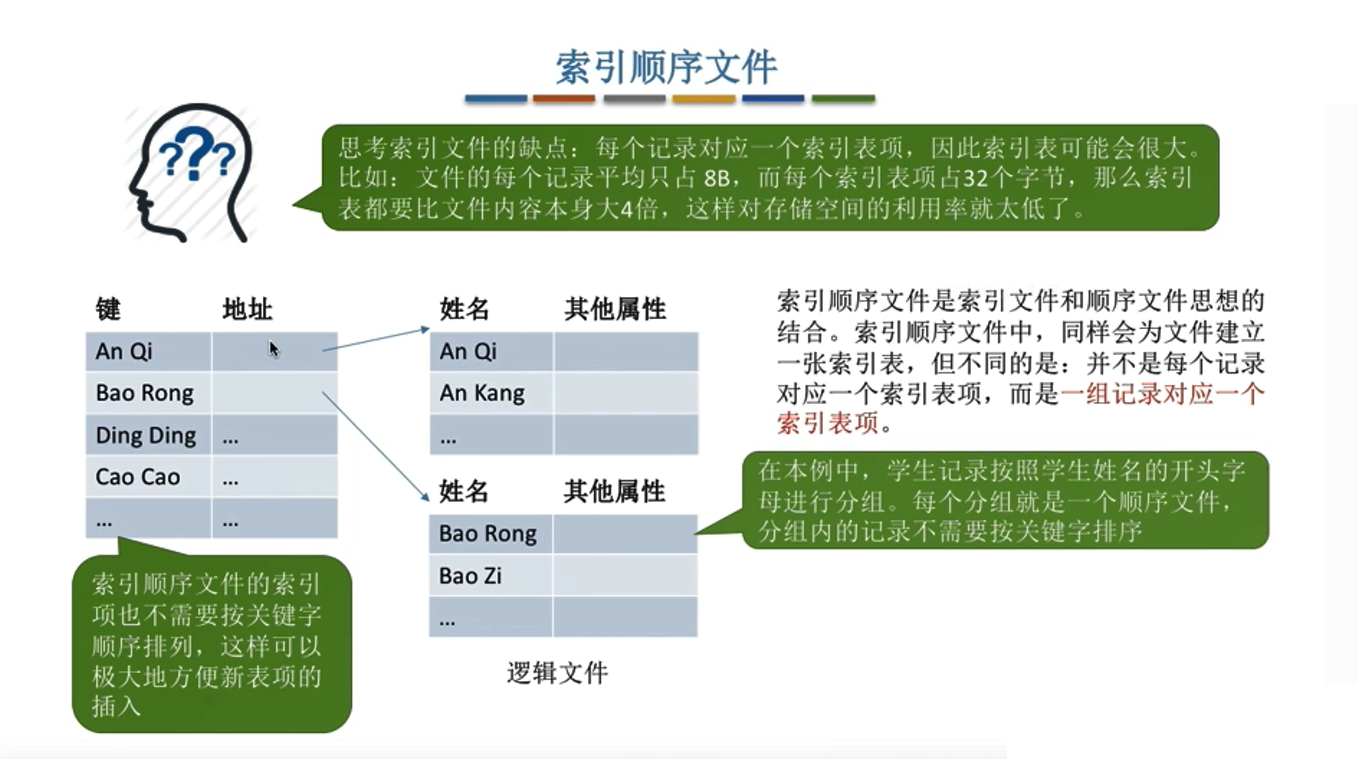 索引顺序文件
???
思考索引文件的缺点：每个记录对应一个索引表项，因此索引表可能会很大。
比如：文件的每个记录平均只占 8B，而每个索引表项占32个字节，那么索引
表都要比文件内容本身大4倍，这样对存储空间的利用率就太低了。
键 地址
An Qi
Bao Rong
Ding Ding ...
Cao Cao ...
... ...
姓名 其他属性
An Qi
An Kang
...
姓名 其他属性
Bao Rong
Bao Zi
...
逻辑文件
索引顺序文件是索引文件和顺序文件思想的
结合。索引顺序文件中，同样会为文件建立
一张索引表，但不同的是：并不是每个记录
对应一个索引表项，而是一组记录对应一个
索引表项。
在本例中，学生记录按照学生姓名的开头字
母进行分组。每个分组就是一个顺序文件，
分组内的记录不需要按关键字排序
索引顺序文件的索引
项也不需要按关键字
顺序排列，这样可以
极大地方便新表项的
插入